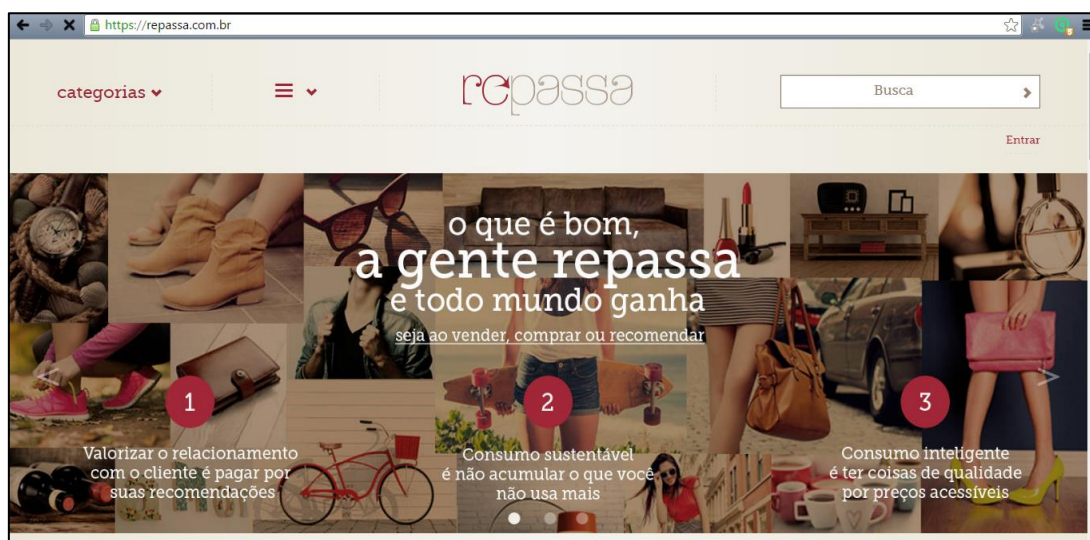 https://repassa.com.br
categorias
repassa
Busca
Entrar
o que é bom,
a gente repassa
e todo mundo ganha
seja ao vender, comprar ou recomendar
1
Valorizar o relacionamento
com o cliente é pagar por
suas recomendações
2
Consumo sustentável
é não acumular o que você
não usa mais
3
Consumo inteligente
é ter coisas de qualidade
por preços acessíveis